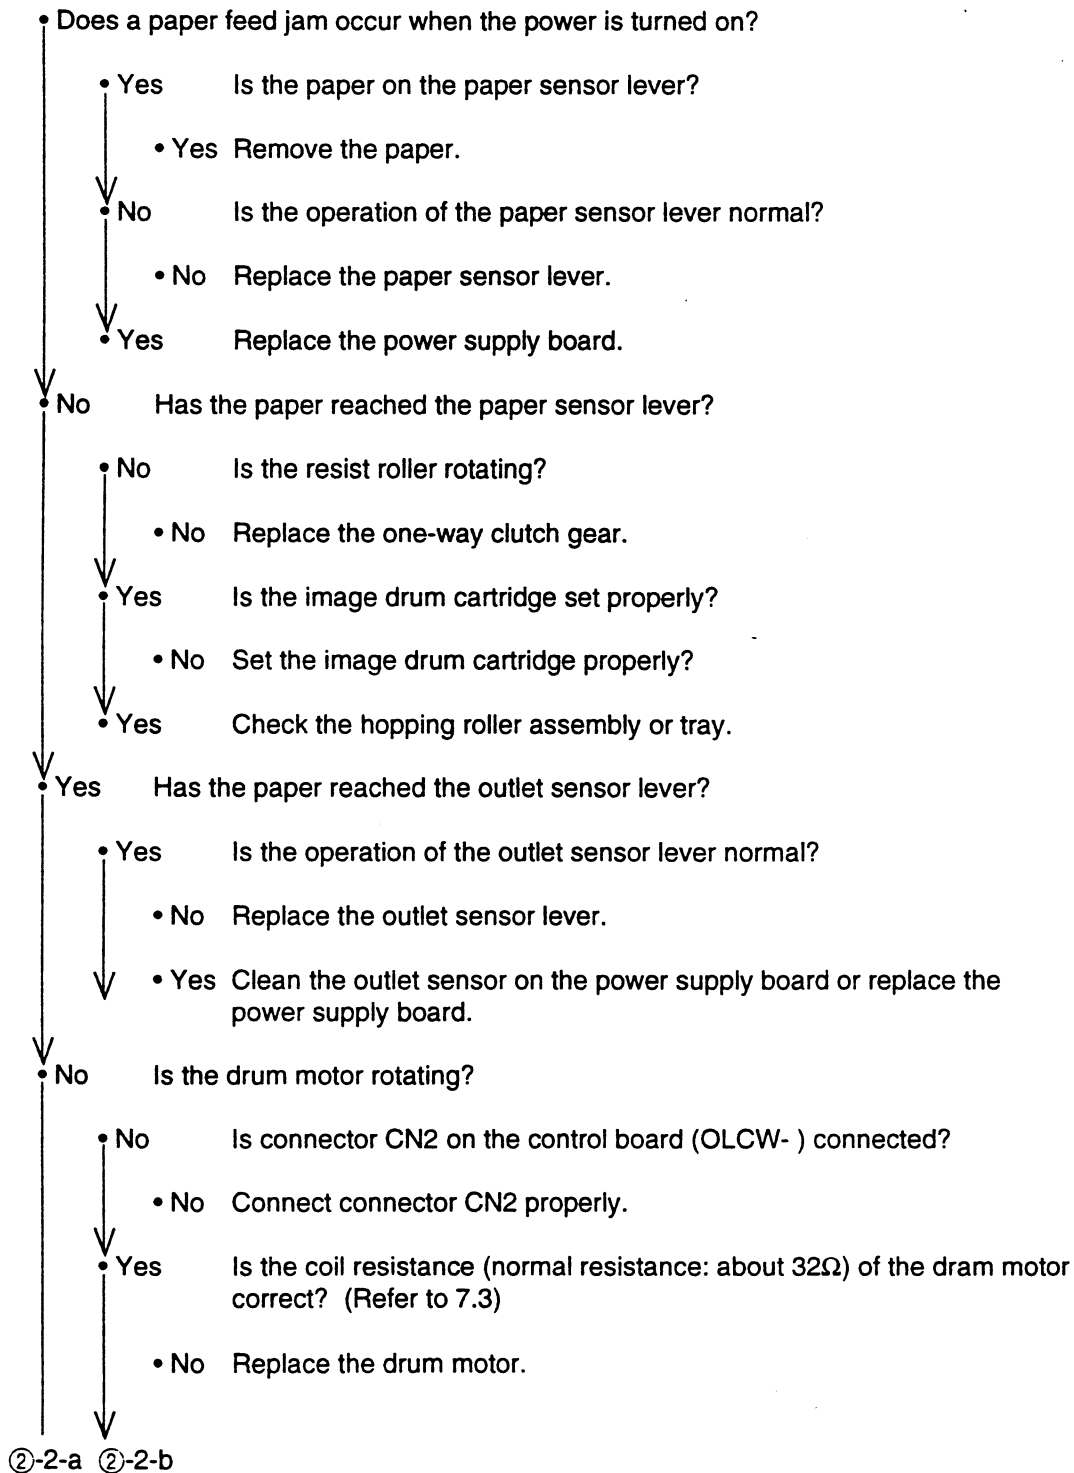 • Does a paper feed jam occur when the power is turned on?
• Yes Is the paper on the paper sensor lever?
• Yes Remove the paper.
• No Is the operation of the paper sensor lever normal?
• No Replace the paper sensor lever.
• Yes Replace the power supply board.
• No Has the paper reached the paper sensor lever?
• No Is the resist roller rotating?
• No Replace the one-way clutch gear.
• Yes Is the image drum cartridge set properly?
• No Set the image drum cartridge properly?
• Yes Check the hopping roller assembly or tray.
• Yes Has the paper reached the outlet sensor lever?
• Yes Is the operation of the outlet sensor lever normal?
• No Replace the outlet sensor lever.
• Yes Clean the outlet sensor on the power supply board or replace the
power supply board.
• No Is the drum motor rotating?
• No Is connector CN2 on the control board (OLCW- ) connected?
• No Connect connector CN2 properly.
• Yes Is the coil resistance (normal resistance: about 32Ω) of the dram motor
correct? (Refer to 7.3)
• No Replace the drum motor.
②-2-a ②-2-b